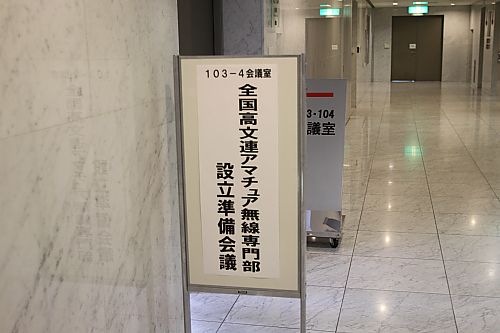 103-4会議室
全国高文連アマチュア無線専門部
設立準備会議
3・104
議室